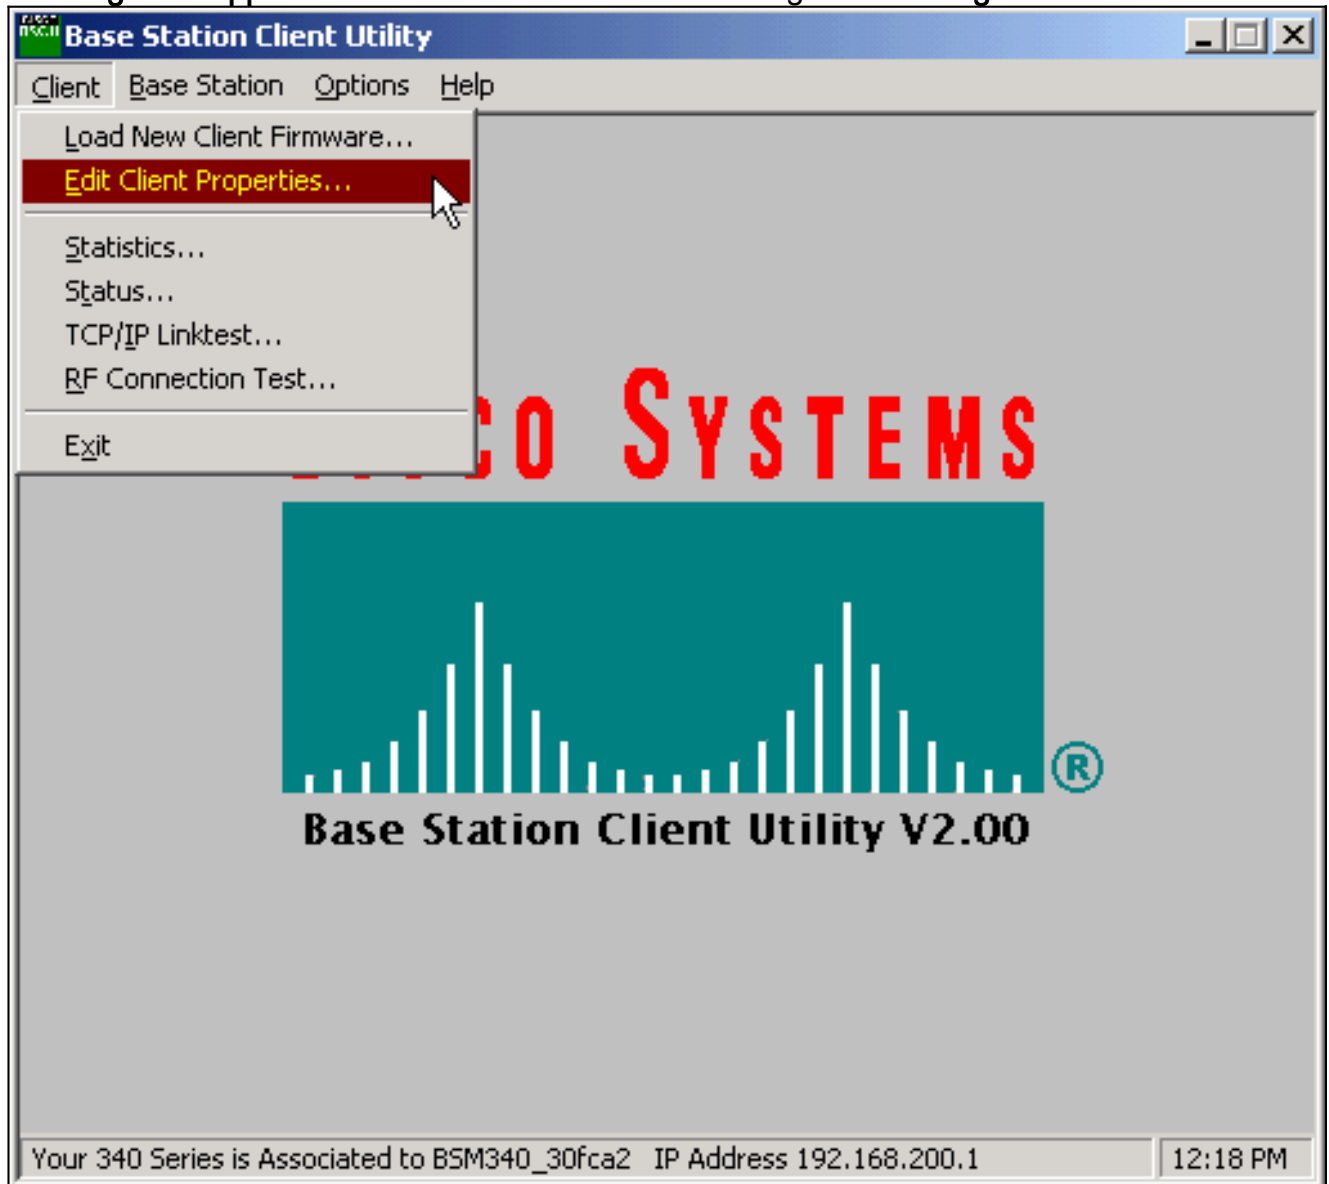 Base Station Client Utility
Client Base Station Options Help
Load New Client Firmware...
Edit Client Properties...
Statistics...
Status...
TCP/IP Linktest...
RF Connection Test...
Exit
CO SYSTEMS
®
Base Station Client Utility V2.00
Your 340 Series is Associated to BSM340_30fca2 IP Address 192.168.200.1
12:18 PM